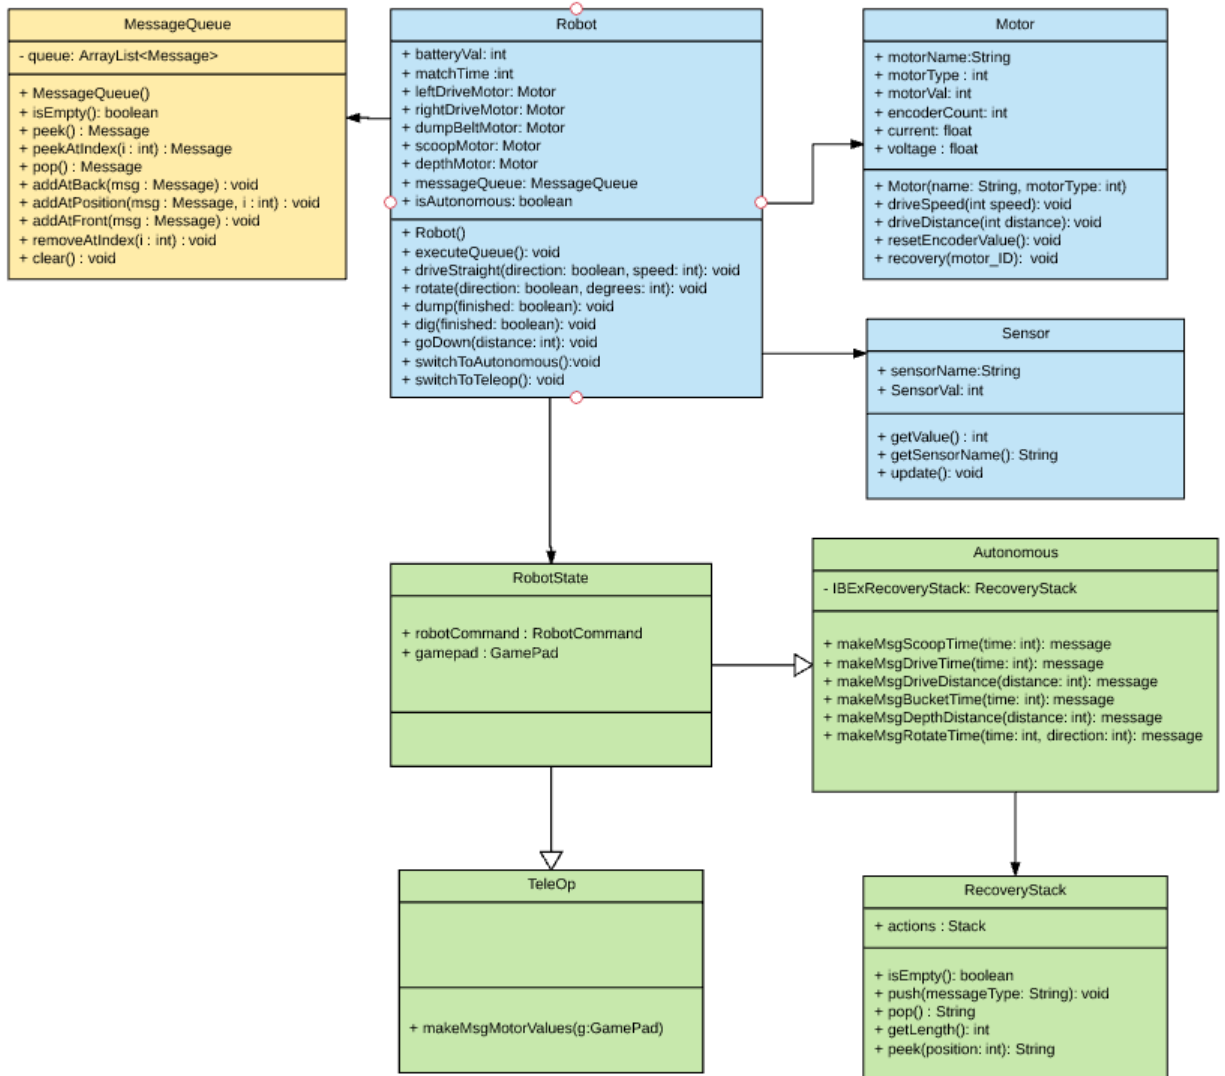 MessageQueue
- queue: ArrayList<Message>
+ MessageQueue()
+ isEmpty(): boolean
+ peek() : Message
+ peekAtIndex(i : int) : Message
+ pop() : Message
+ addAtBack(msg : Message) : void
+ addAtPosition(msg : Message, i : int) : void
+ addAtFront(msg : Message) : void
+ removeAtIndex(i : int) : void
+ clear() : void
Robot
+ batteryVal: int
+ matchTime :int
+ leftDriveMotor: Motor
+ rightDriveMotor: Motor
+ dumpBeltMotor: Motor
+ scoopMotor: Motor
+ depthMotor: Motor
+ messageQueue: MessageQueue
+ isAutonomous: boolean
+ Robot()
+ executeQueue(): void
+ driveStraight(direction: boolean, speed: int): void
+ rotate(direction: boolean, degrees: int): void
+ dump(finished: boolean): void
+ dig(finished: boolean): void
+ goDown(distance: int): void
+ switchToAutonomous():void
+ switchToTeleop(): void
Motor
+ motorName:String
+ motorType : int
+ motorVal: int
+ encoderCount: int
+ current: float
+ voltage : float
+ Motor(name: String, motorType: int)
+ driveSpeed(int speed): void
+ driveDistance(int distance): void
+ resetEncoderValue(): void
+ recovery(motor_ID): void
Sensor
+ sensorName:String
+ SensorVal: int
+ getValue() : int
+ getSensorName(): String
+ update(): void
RobotState
+ robotCommand : RobotCommand
+ gamepad : GamePad
Autonomous
- IBExRecoveryStack: RecoveryStack
+ makeMsgScoopTime(time: int): message
+ makeMsgDriveTime(time: int): message
+ makeMsgDriveDistance(distance: int): message
+ makeMsgBucketTime(time: int): message
+ makeMsgDepthDistance(distance: int): message
+ makeMsgRotateTime(time: int, direction: int): message
TeleOp
+ makeMsgMotorValues(g:GamePad)
RecoveryStack
+ actions : Stack
+ isEmpty(): boolean
+ push(messageType: String): void
+ pop() : String
+ getLength(): int
+ peek(position: int): String